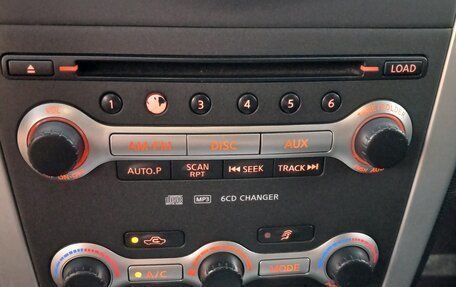 LOAD
1 3 4 5 6
AM·FM DISC AUX
AUTO.P SCAN RPT SEEK TRACK
MP3 6CD CHANGER
A/C MODE